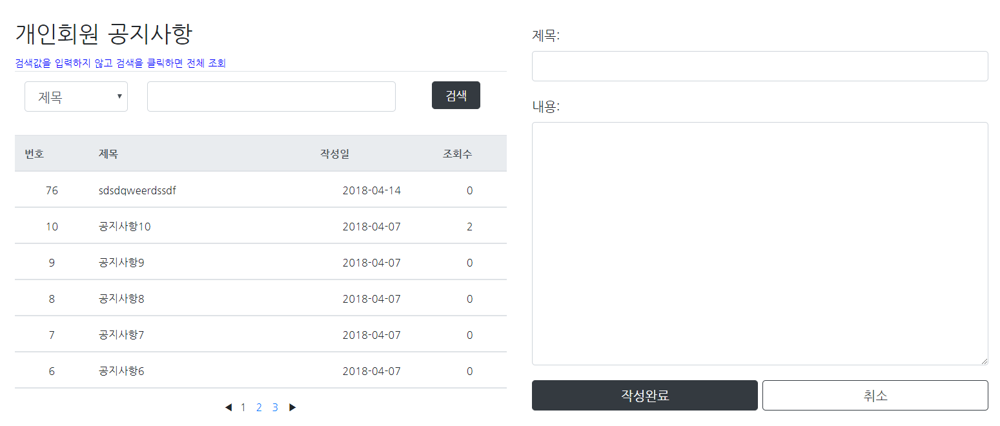 개인회원 공지사항
검색값을 입력하지 않고 검색을 클릭하면 전체 조회
제목 ▼ 검색
번호 제목 작성일 조회수
76 sdsdqweerdssdf 2018-04-14 0
10 공지사항10 2018-04-07 2
9 공지사항9 2018-04-07 0
8 공지사항8 2018-04-07 0
7 공지사항7 2018-04-07 0
6 공지사항6 2018-04-07 0
◀ 1 2 3 ▶
제목:
내용:
작성완료 취소